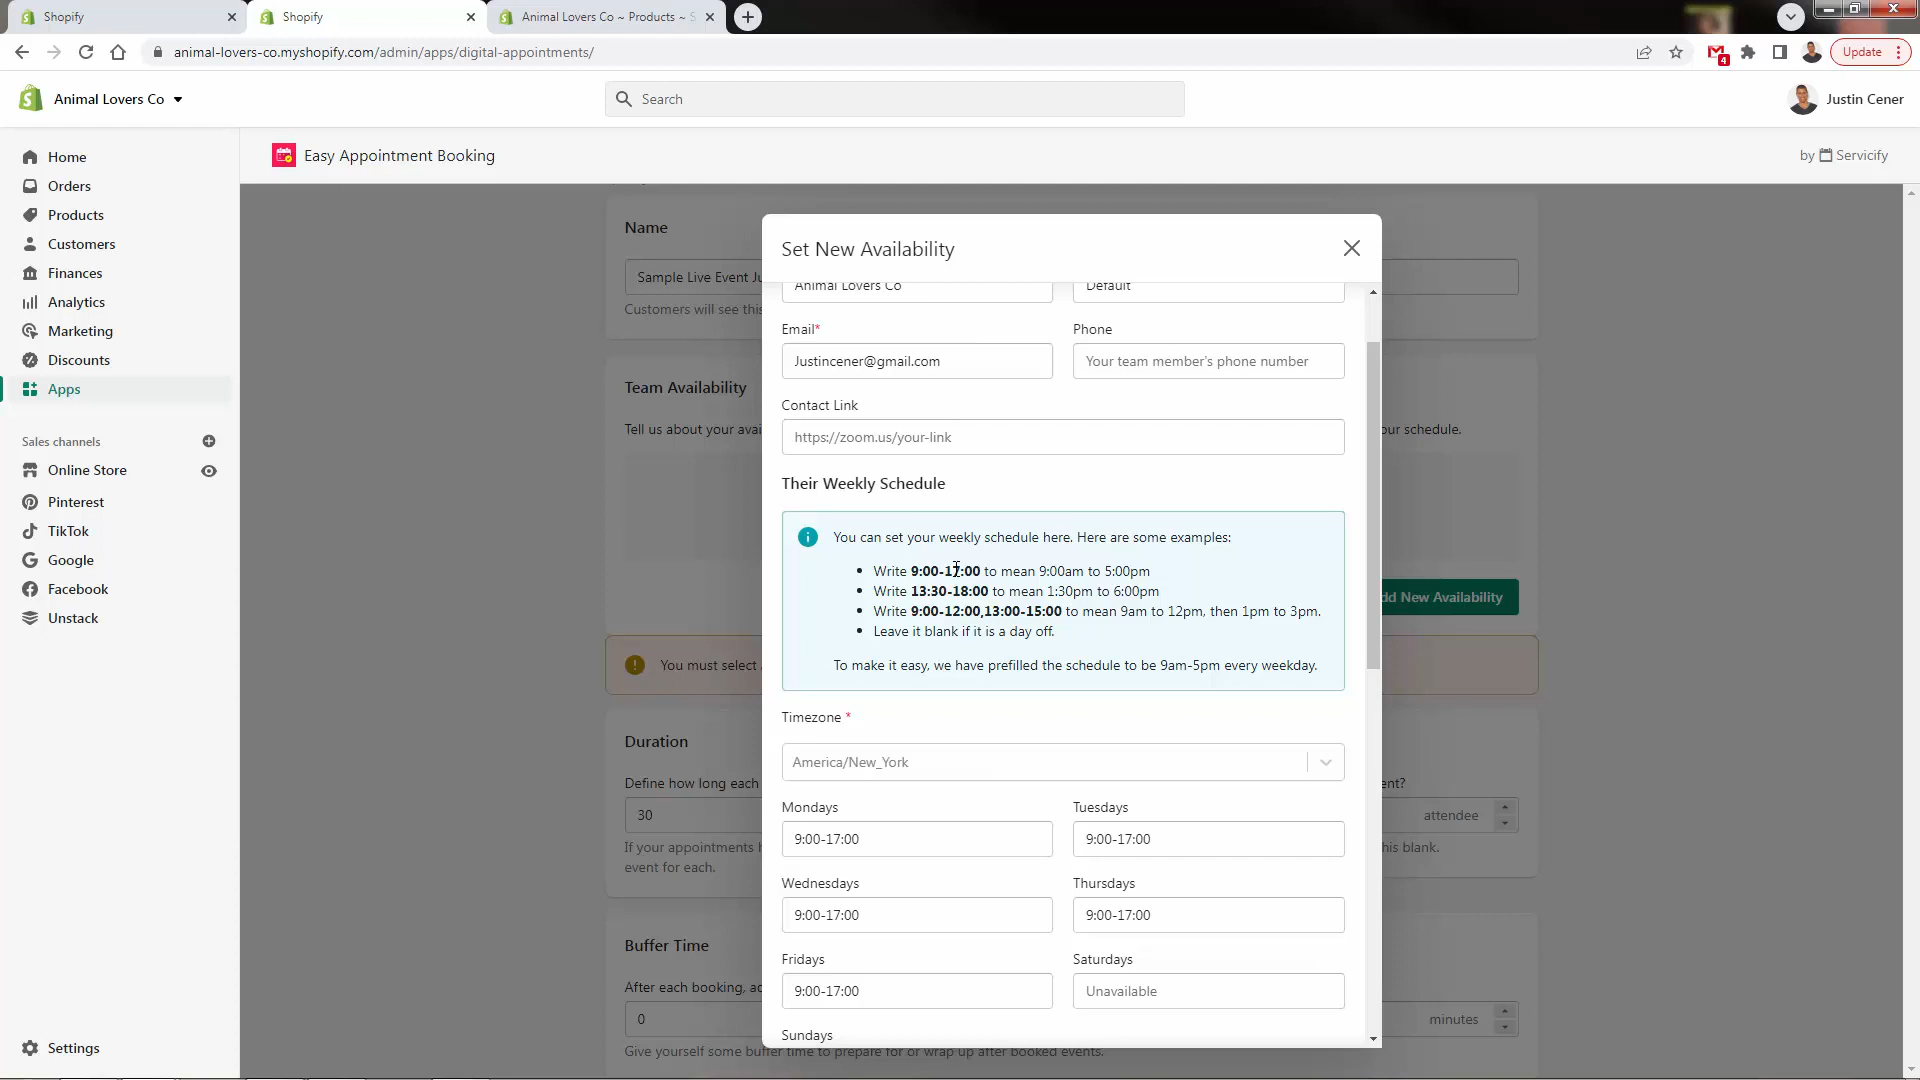 Shopify
Shopify
Animal Lovers Co ~ Products ~ S
animal-lovers-co.myshopify.com/admin/apps/digital-appointments/
4
Update
Animal Lovers Co
Search
Justin Cener
Home
Orders
Products
Customers
Finances
Analytics
Marketing
Discounts
Apps
Sales channels
Online Store
Pinterest
TikTok
Google
Facebook
Unstack
Settings
Easy Appointment Booking
by Servicify
Name
Sample Live Event Ju
Customers will see this
Team Availability
Tell us about your avai
our schedule.
dd New Availability
You must select
Duration
Define how long each
ent?
30
attendee
If your appointments h
his blank.
event for each.
Buffer Time
After each booking, ad
0
minutes
Give yourself some buffer time to prepare for or wrap up after booked events.
Set New Availability
Animal Lovers Co
Default
Email*
Phone
Justincener@gmail.com
Your team member's phone number
Contact Link
https://zoom.us/your-link
Their Weekly Schedule
You can set your weekly schedule here. Here are some examples:
Write 9:00-17:00 to mean 9:00am to 5:00pm
Write 13:30-18:00 to mean 1:30pm to 6:00pm
Write 9:00-12:00,13:00-15:00 to mean 9am to 12pm, then 1pm to 3pm.
Leave it blank if it is a day off.
To make it easy, we have prefilled the schedule to be 9am-5pm every weekday.
Timezone *
America/New_York
Mondays
Tuesdays
9:00-17:00
9:00-17:00
Wednesdays
Thursdays
9:00-17:00
9:00-17:00
Fridays
Saturdays
9:00-17:00
Unavailable
Sundays